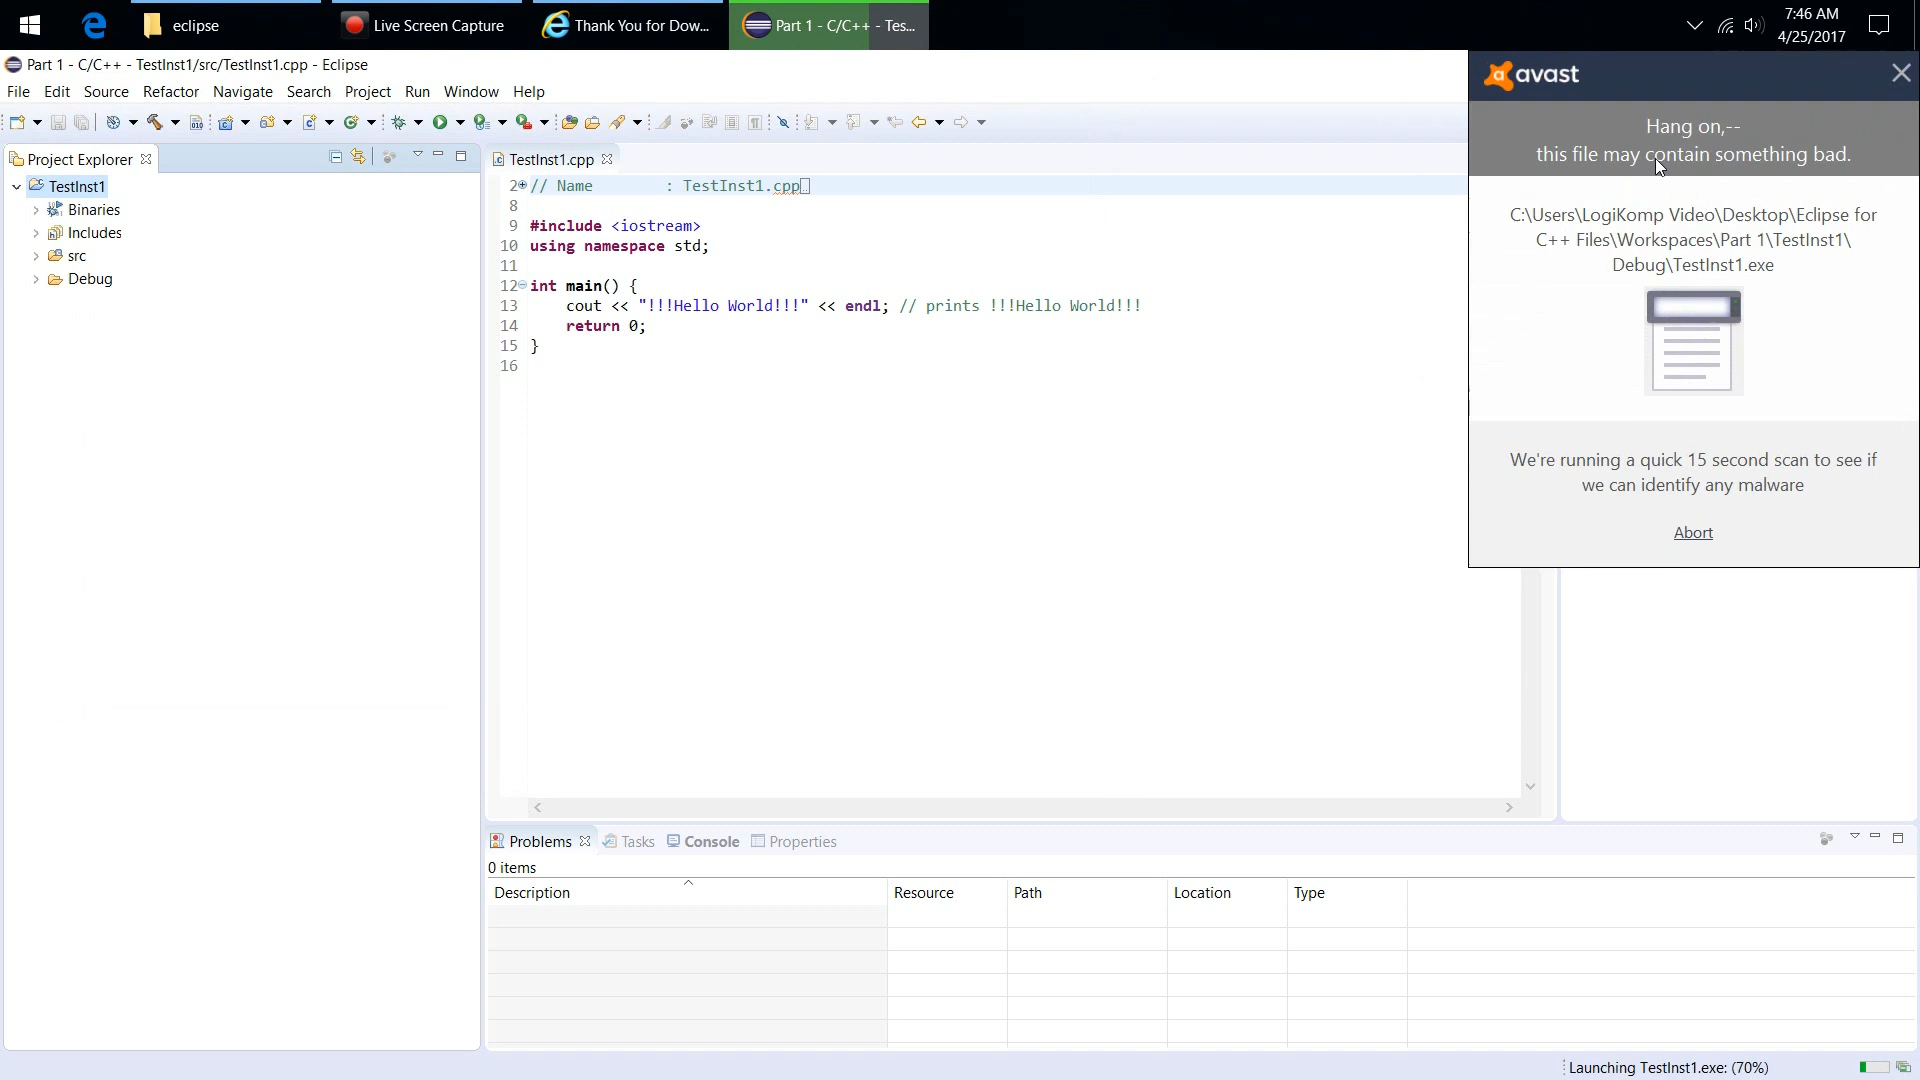 eclipse
Live Screen Capture
Thank You for Dow...
Part 1 - C/C++ - Tes...
7:46 AM
4/25/2017
Part 1 - C/C++ - TestInst1/src/TestInst1.cpp - Eclipse
File Edit Source Refactor Navigate Search Project Run Window Help
Project Explorer
TestInst1
Binaries
Includes
src
Debug
TestInst1.cpp
2 // Name : TestInst1.cpp
8
9 #include <iostream>
10 using namespace std;
11
12 int main() {
13 cout << "!!!Hello World!!!" << endl; // prints !!!Hello World!!!
14 return 0;
15 }
16
avast
Hang on,--
this file may contain something bad.
C:\Users\LogiKomp Video\Desktop\Eclipse for
C++ Files\Workspaces\Part 1\TestInst1\
Debug\TestInst1.exe
We're running a quick 15 second scan to see if
we can identify any malware
Abort
Problems Tasks Console Properties
0 items
Description Resource Path Location Type
Launching TestInst1.exe: (70%)